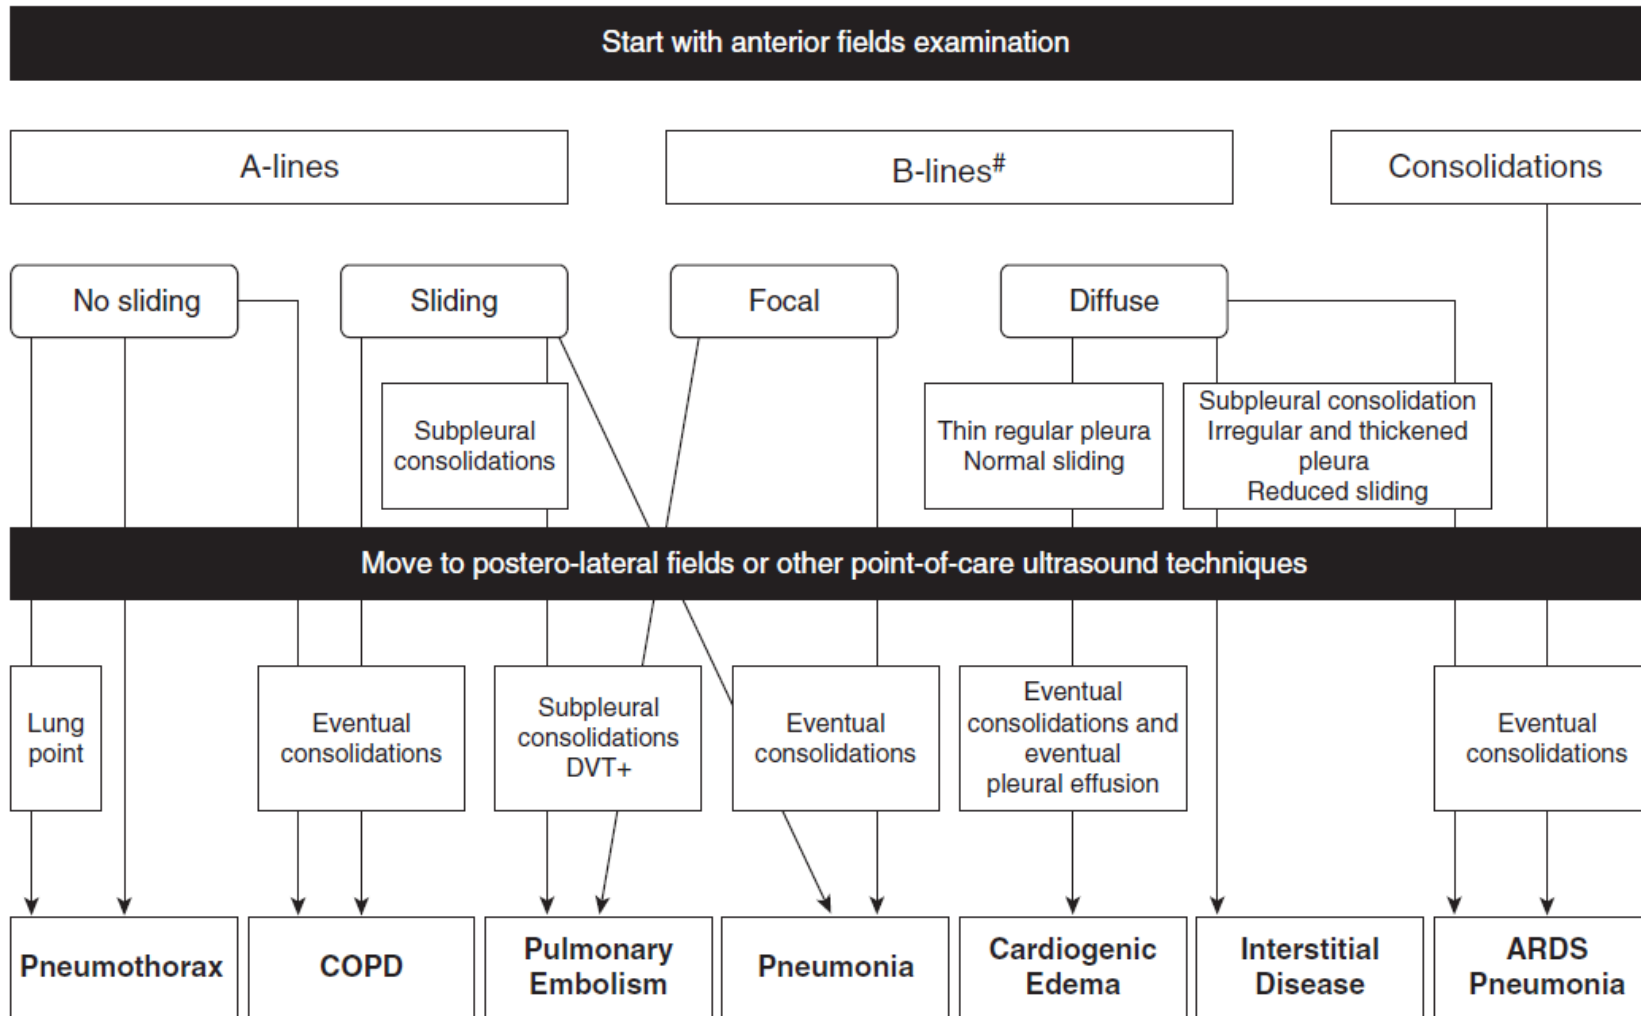 Start with anterior fields examination
A-lines
B-lines#
Consolidations
No sliding
Sliding
Focal
Diffuse
Subpleural
consolidations
Thin regular pleura
Normal sliding
Subpleural consolidation
Irregular and thickened
pleura
Reduced sliding
Move to postero-lateral fields or other point-of-care ultrasound techniques
Lung
point
Eventual
consolidations
Subpleural
consolidations
DVT+
Eventual
consolidations
Eventual
consolidations and
eventual
pleural effusion
Eventual
consolidations
Pneumothorax
COPD
Pulmonary
Embolism
Pneumonia
Cardiogenic
Edema
Interstitial
Disease
ARDS
Pneumonia